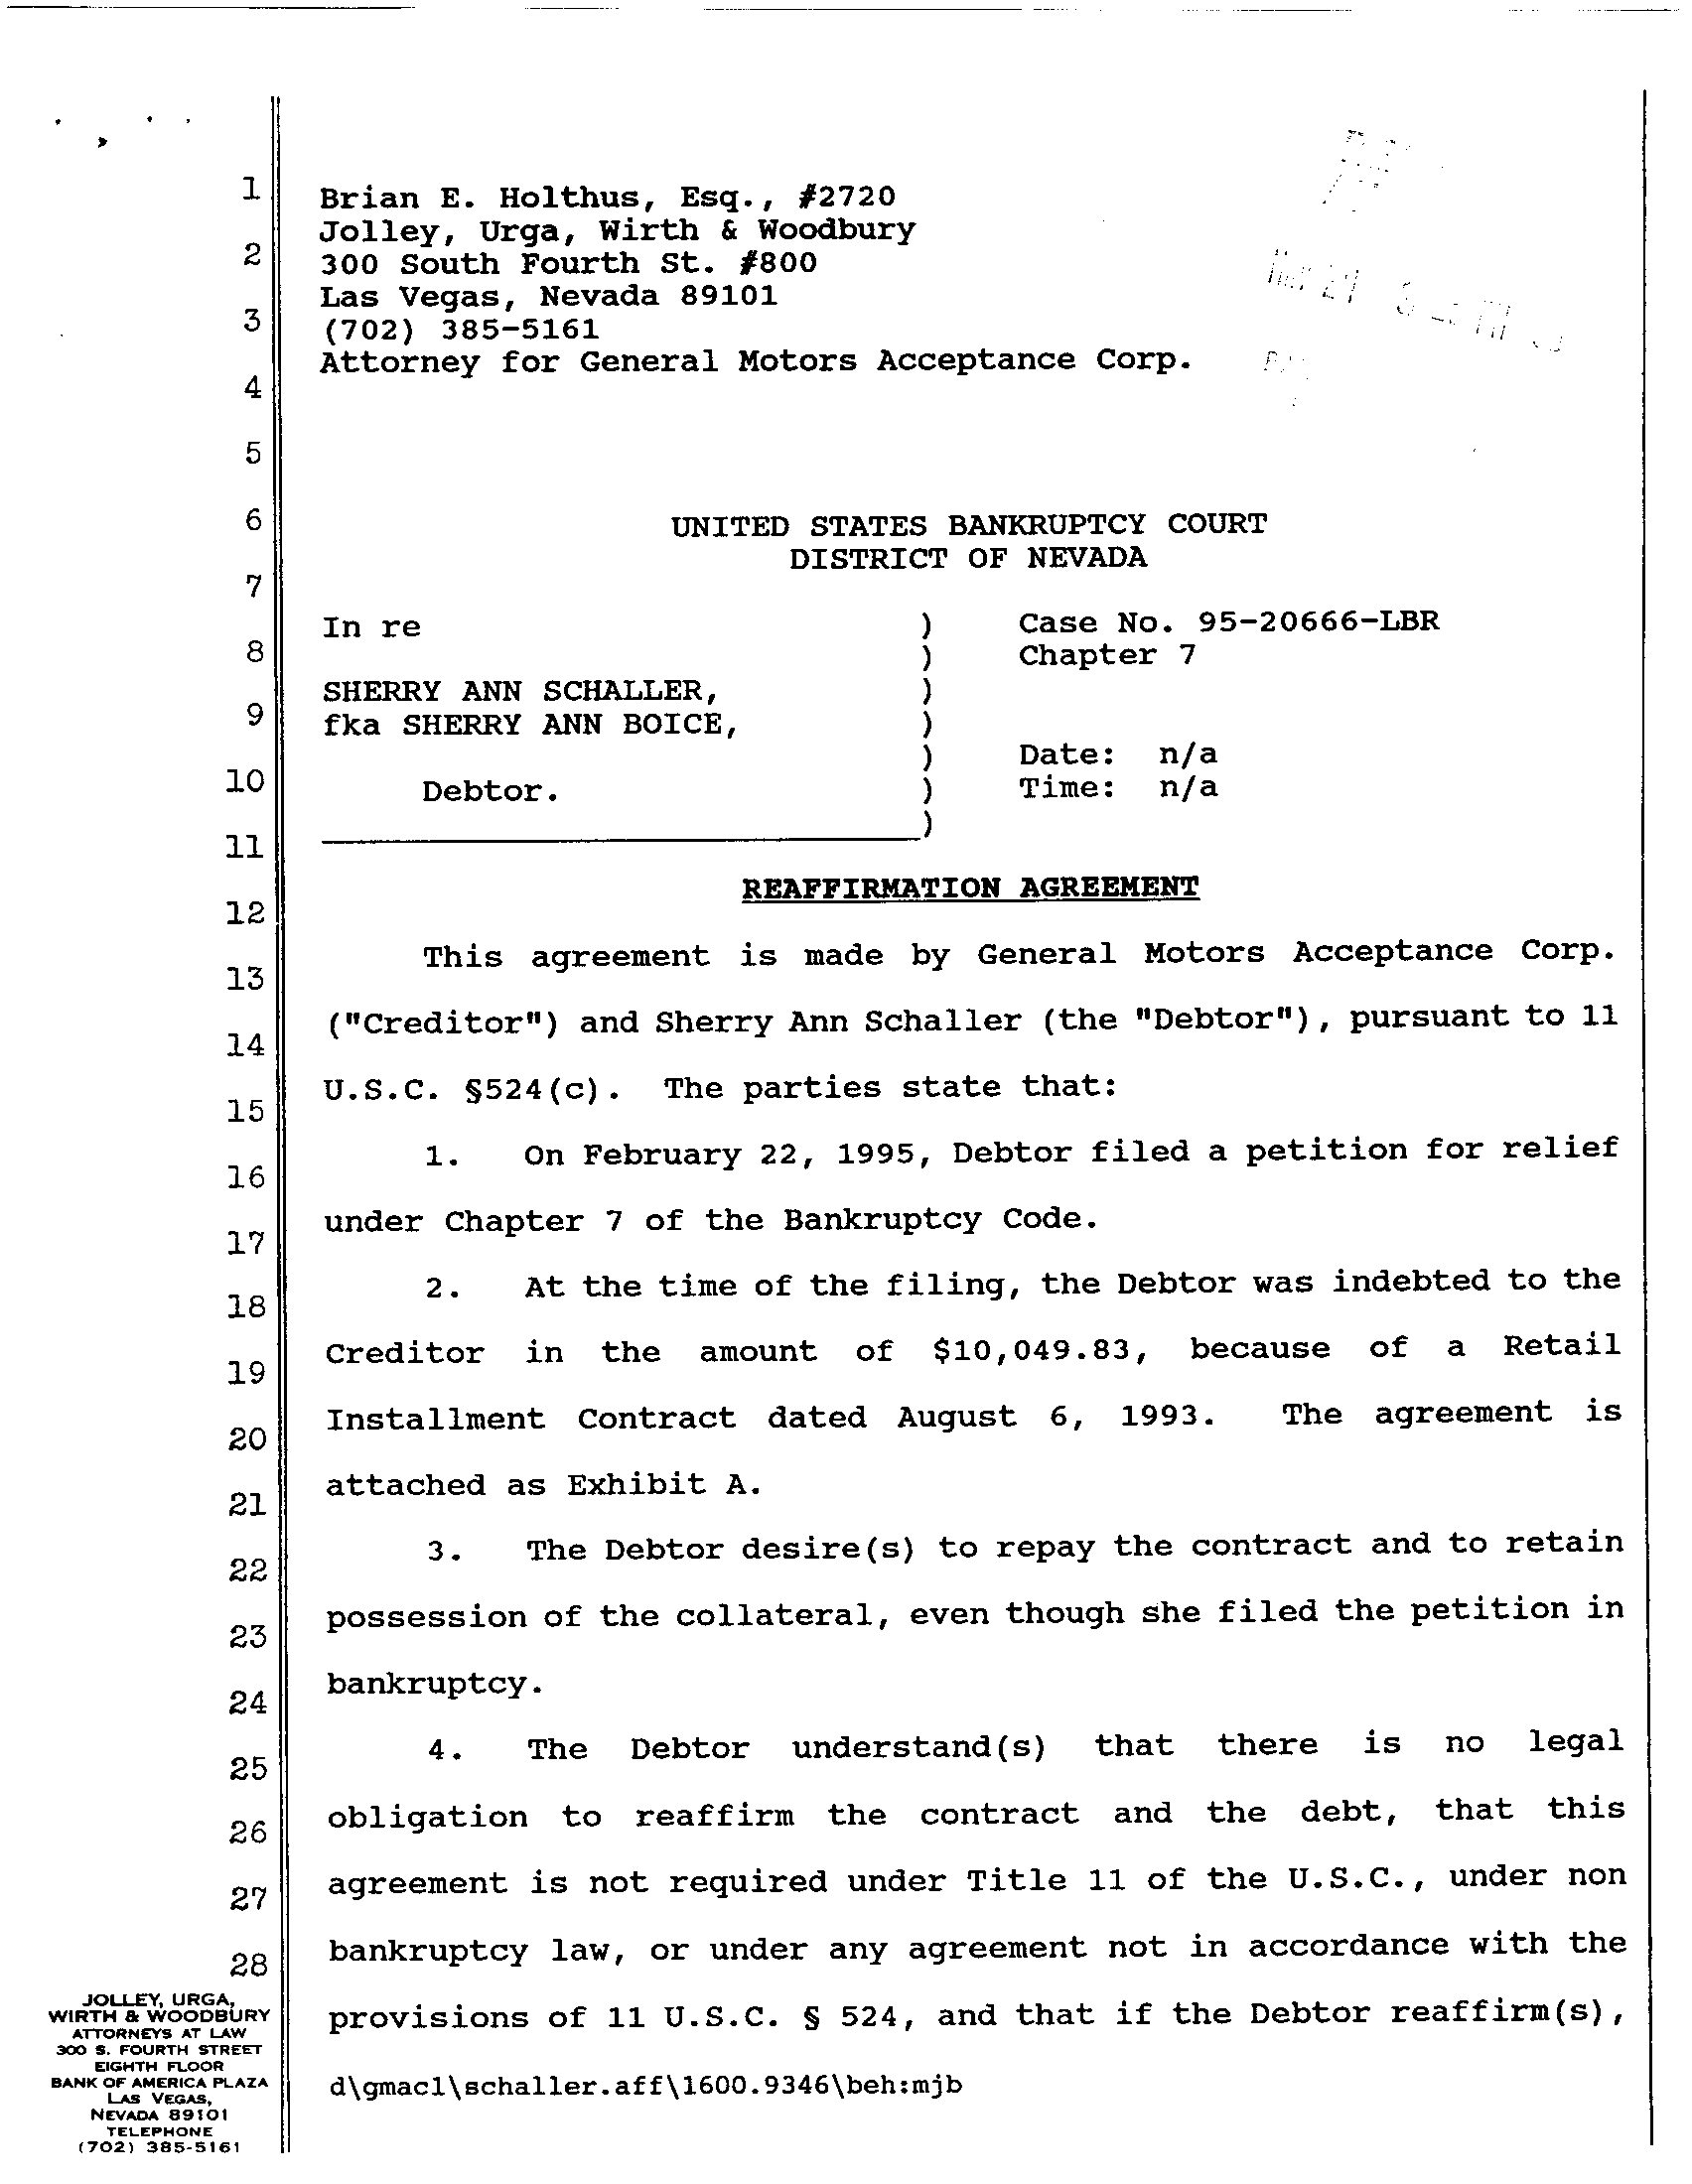 1 Brian E. Holthus, Esq., #2720
Jolley, Urga, Wirth & Woodbury
2 300 South Fourth St. #800
Las Vegas, Nevada 89101
3 (702) 385-5161
Attorney for General Motors Acceptance Corp.
4
5
6 UNITED STATES BANKRUPTCY COURT
DISTRICT OF NEVADA
7
In re ) Case No. 95-20666-LBR
8 ) Chapter 7
SHERRY ANN SCHALLER, )
9 fka SHERRY ANN BOICE, )
) Date: n/a
10 Debtor. ) Time: n/a
)
11
REAFFIRMATION AGREEMENT
12
This agreement is made by General Motors Acceptance Corp.
13
("Creditor") and Sherry Ann Schaller (the "Debtor"), pursuant to 11
14
U.S.C. §524(c). The parties state that:
15
1. On February 22, 1995, Debtor filed a petition for relief
16
under Chapter 7 of the Bankruptcy Code.
17
2. At the time of the filing, the Debtor was indebted to the
18
Creditor in the amount of $10,049.83, because of a Retail
19
Installment Contract dated August 6, 1993. The agreement is
20
attached as Exhibit A.
21
3. The Debtor desire(s) to repay the contract and to retain
22
possession of the collateral, even though she filed the petition in
23
bankruptcy.
24
4. The Debtor understand(s) that there is no legal
25
obligation to reaffirm the contract and the debt, that this
26
agreement is not required under Title 11 of the U.S.C., under non
27
bankruptcy law, or under any agreement not in accordance with the
28
provisions of 11 U.S.C. § 524, and that if the Debtor reaffirm(s),
d\gmac1\schaller.aff\1600.9346\beh:mjb
JOLLEY, URGA,
WIRTH & WOODBURY
ATTORNEYS AT LAW
300 S. FOURTH STREET
EIGHTH FLOOR
BANK OF AMERICA PLAZA
LAS VEGAS,
NEVADA 89101
TELEPHONE
(702) 385-5161